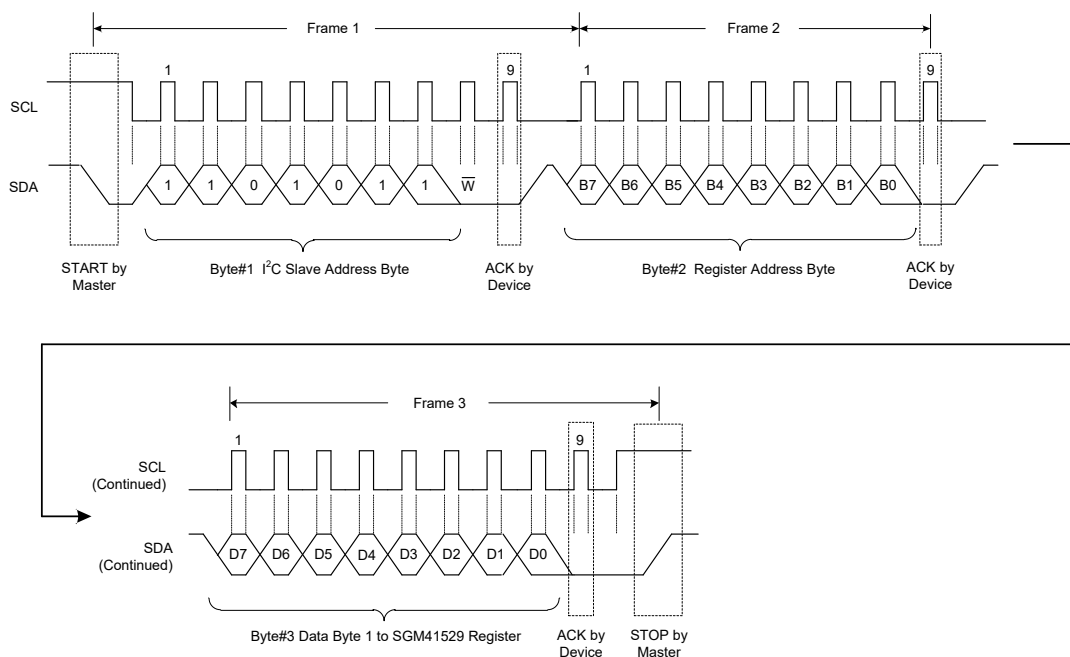 Frame 1
Frame 2
1
9
1
9
SCL
SDA
1 1 0 1 0 1 1 W̅
B7 B6 B5 B4 B3 B2 B1 B0
START by
Master
Byte#1 I²C Slave Address Byte
ACK by
Device
Byte#2 Register Address Byte
ACK by
Device
Frame 3
1
9
SCL
(Continued)
SDA
(Continued)
D7 D6 D5 D4 D3 D2 D1 D0
Byte#3 Data Byte 1 to SGM41529 Register
ACK by
Device
STOP by
Master